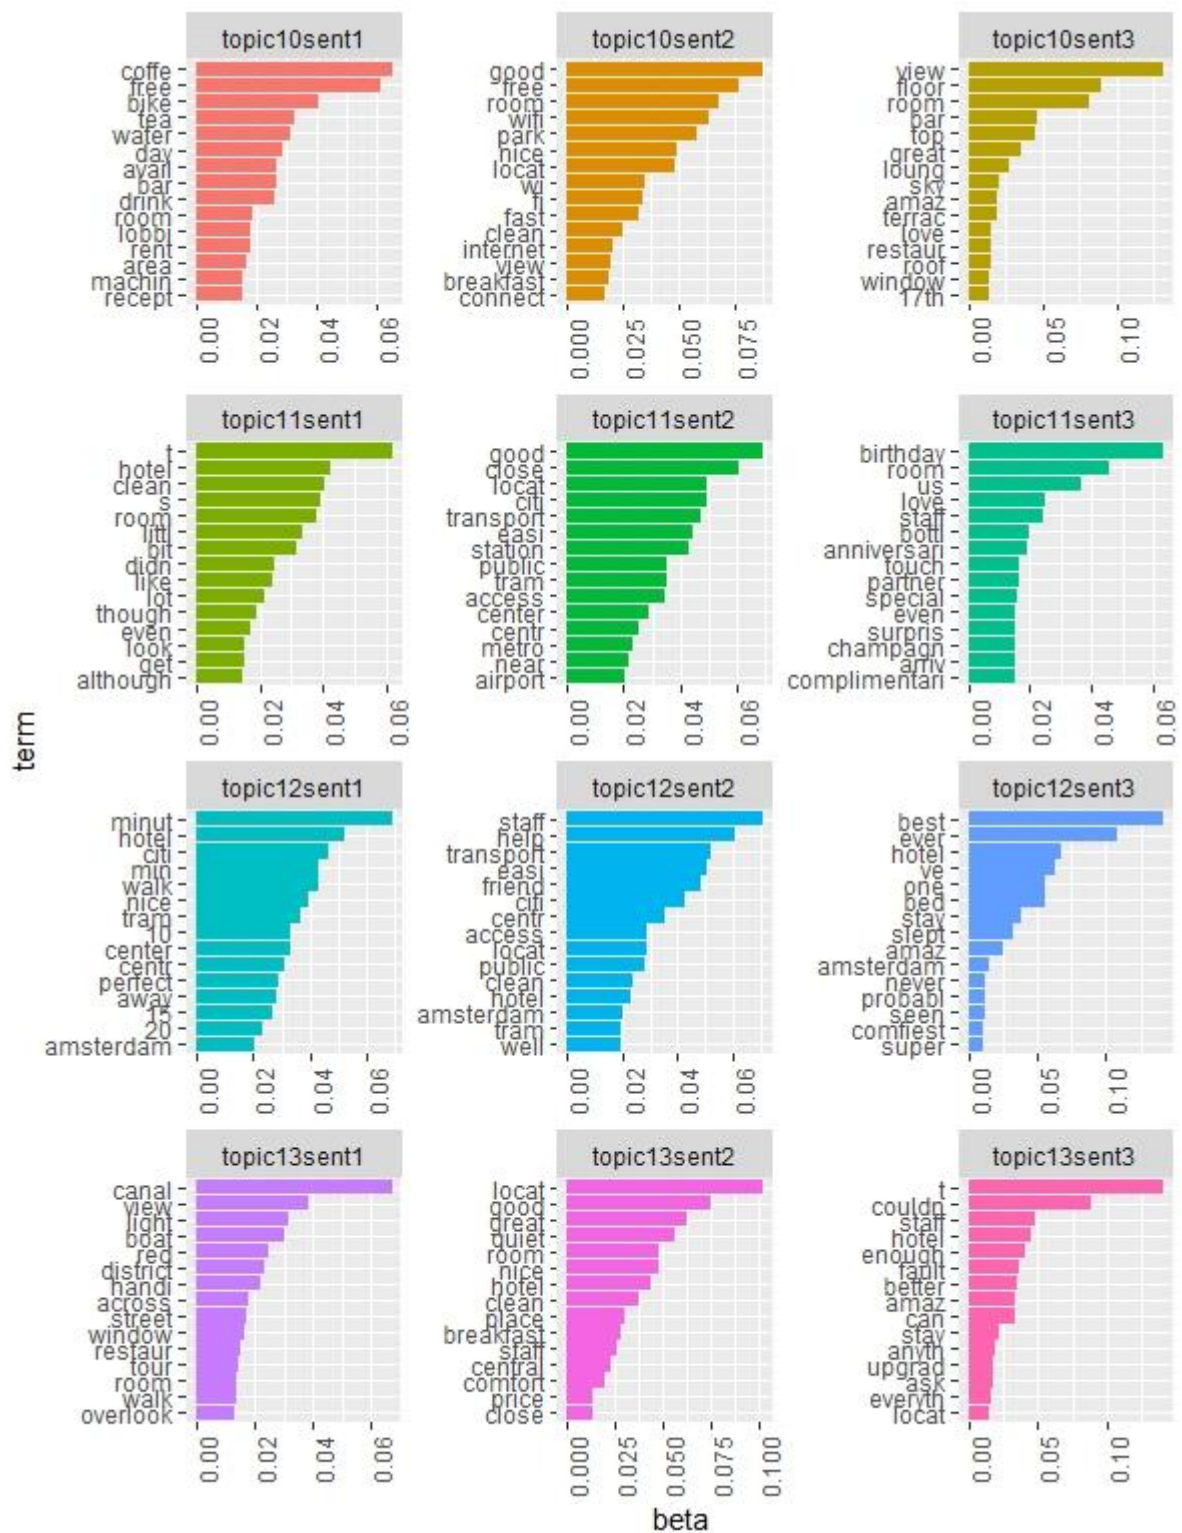 topic10sent1
coffe
free
bike
tea
water
day
avail
bar
drink
room
lobbi
rent
area
machin
recept
0.00
0.02
0.04
0.06
topic10sent2
good
free
room
wifi
park
nice
locat
wi
fi
fast
clean
internet
view
breakfast
connect
0.000
0.025
0.050
0.075
topic10sent3
view
floor
room
bar
top
great
loung
sky
amaz
terrac
love
restaur
roof
window
17th
0.00
0.05
0.10
topic11sent1
t
hotel
clean
s
room
littl
bit
didn
like
lot
though
even
look
get
although
0.00
0.02
0.04
0.06
topic11sent2
good
close
locat
citi
transport
easi
station
public
tram
access
center
centr
metro
near
airport
0.00
0.02
0.04
0.06
topic11sent3
birthday
room
us
love
staff
bottl
anniversari
touch
partner
special
even
surpris
champagn
arriv
complimentari
0.00
0.02
0.04
0.06
term
topic12sent1
minut
hotel
citi
min
walk
nice
tram
10
center
centr
perfect
away
15
20
amsterdam
0.00
0.02
0.04
0.06
topic12sent2
staff
help
transport
easi
friend
citi
centr
access
locat
public
clean
hotel
amsterdam
tram
well
0.00
0.02
0.04
0.06
topic12sent3
best
ever
hotel
ve
one
bed
stay
slept
amaz
amsterdam
never
probabl
seen
comfiest
super
0.00
0.05
0.10
topic13sent1
canal
view
light
boat
red
district
handi
across
street
window
restaur
tour
room
walk
overlook
0.00
0.02
0.04
0.06
topic13sent2
locat
good
great
quiet
room
nice
hotel
clean
place
breakfast
staff
central
comfort
price
close
0.000
0.025
0.050
0.075
0.100
topic13sent3
t
couldn
staff
hotel
enough
fault
better
amaz
can
stay
anyth
upgrad
ask
everyth
locat
0.00
0.05
0.10
beta